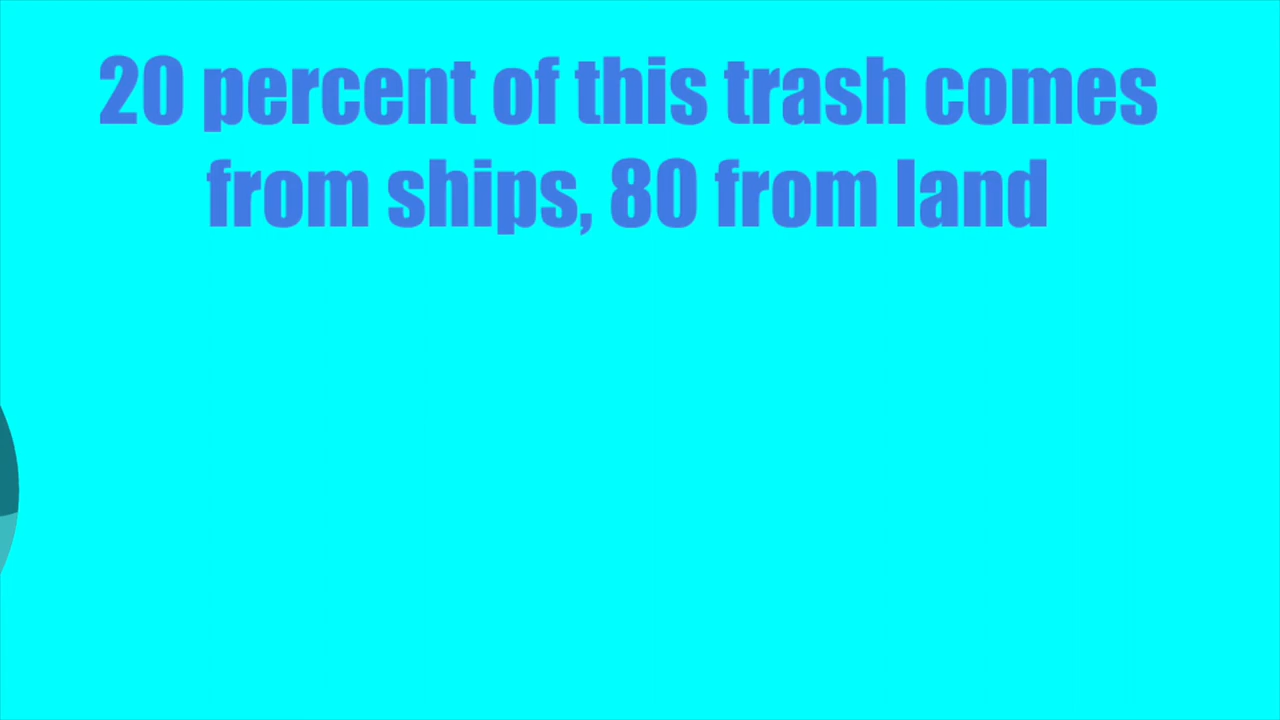 20 percent of this trash comes
from ships, 80 from land